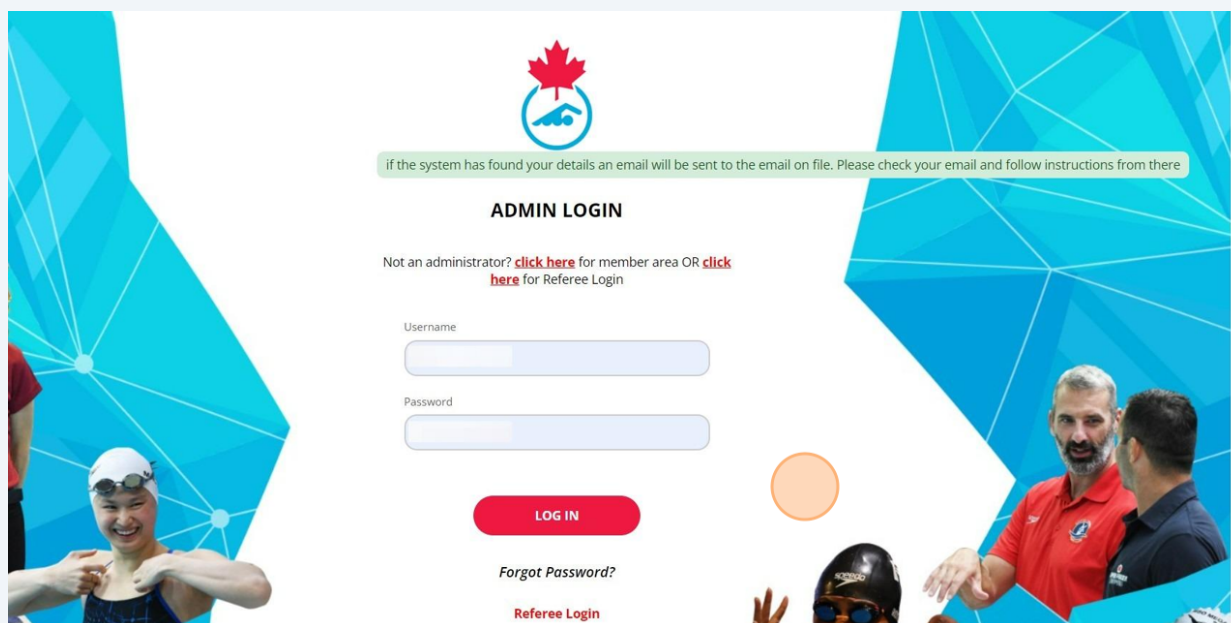 if the system has found your details an email will be sent to the email on file. Please check your email and follow instructions from there
ADMIN LOGIN
Not an administrator? click here for member area OR click
here for Referee Login
Username
Password
LOG IN
Forgot Password?
Referee Login
speedo